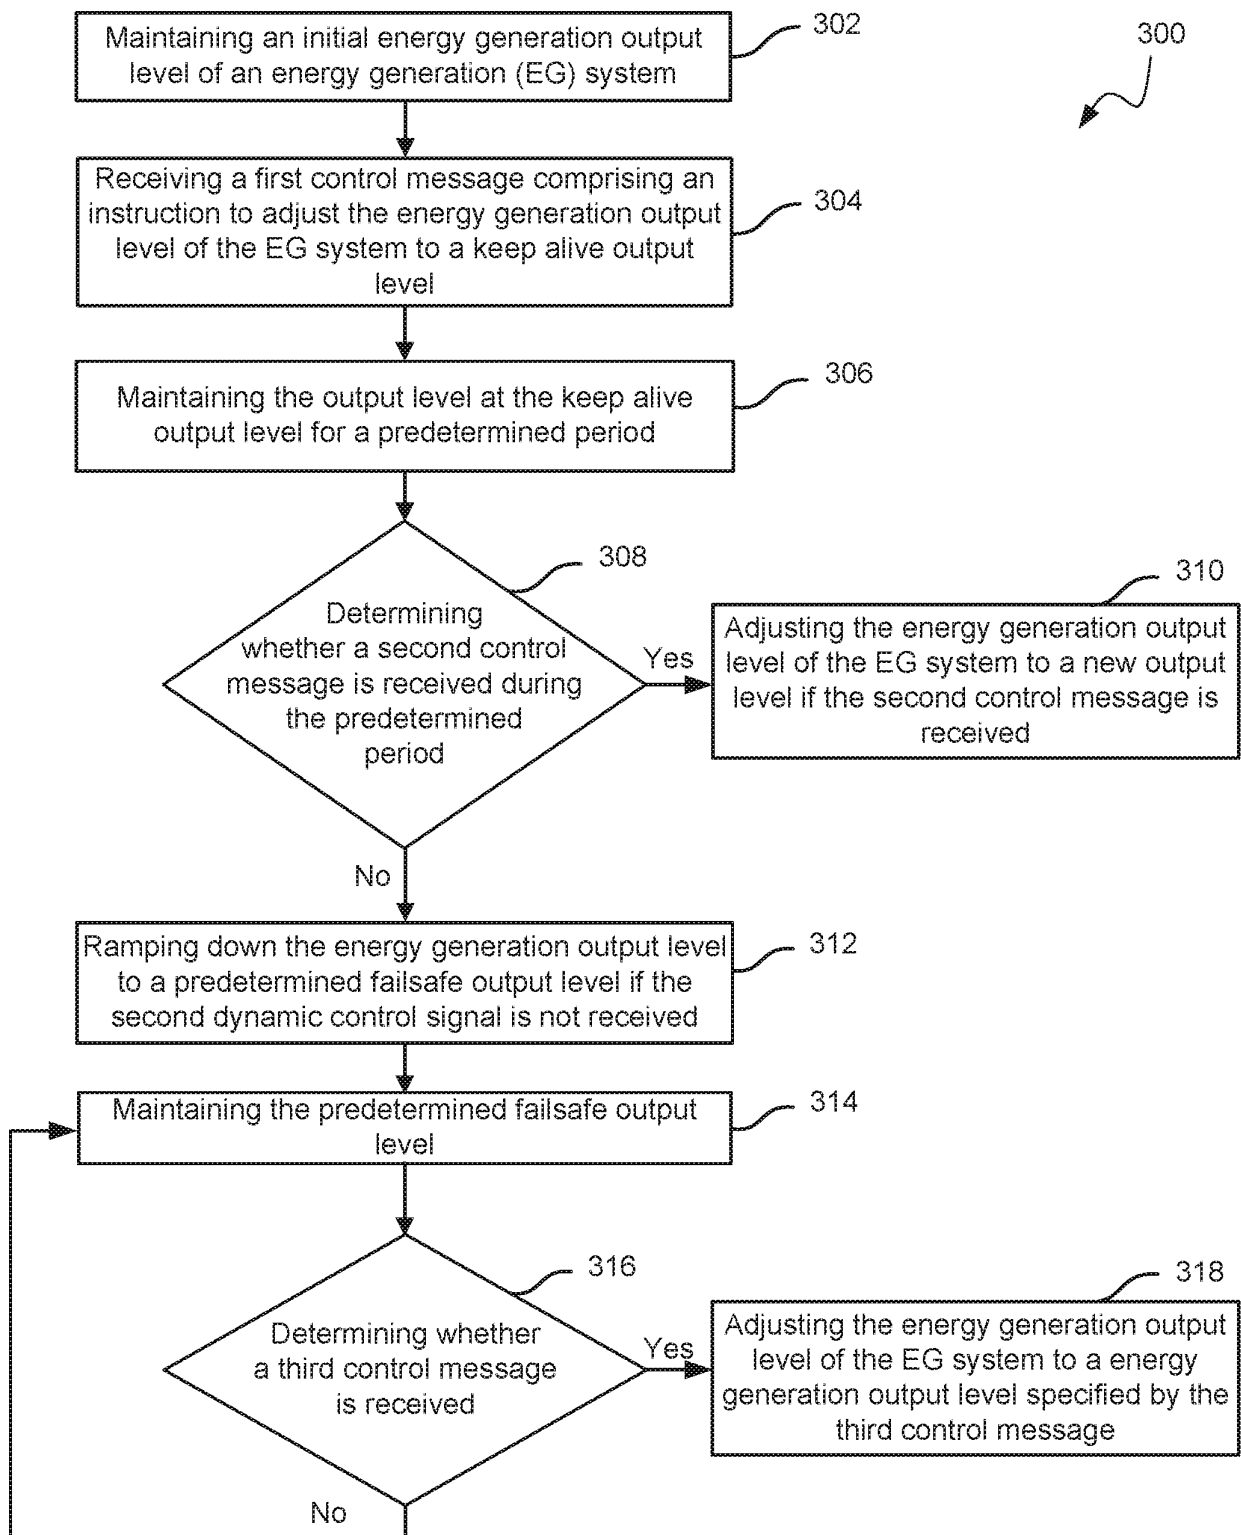 Maintaining an initial energy generation output
level of an energy generation (EG) system
302
300
Receiving a first control message comprising an
instruction to adjust the energy generation output
level of the EG system to a keep alive output
level
304
Maintaining the output level at the keep alive
output level for a predetermined period
306
Determining
whether a second control
message is received during
the predetermined
period
308
Yes
Adjusting the energy generation output
level of the EG system to a new output
level if the second control message is
received
310
No
Ramping down the energy generation output level
to a predetermined failsafe output level if the
second dynamic control signal is not received
312
Maintaining the predetermined failsafe output
level
314
Determining whether
a third control message
is received
316
Yes
Adjusting the energy generation output
level of the EG system to a energy
generation output level specified by the
third control message
318
No